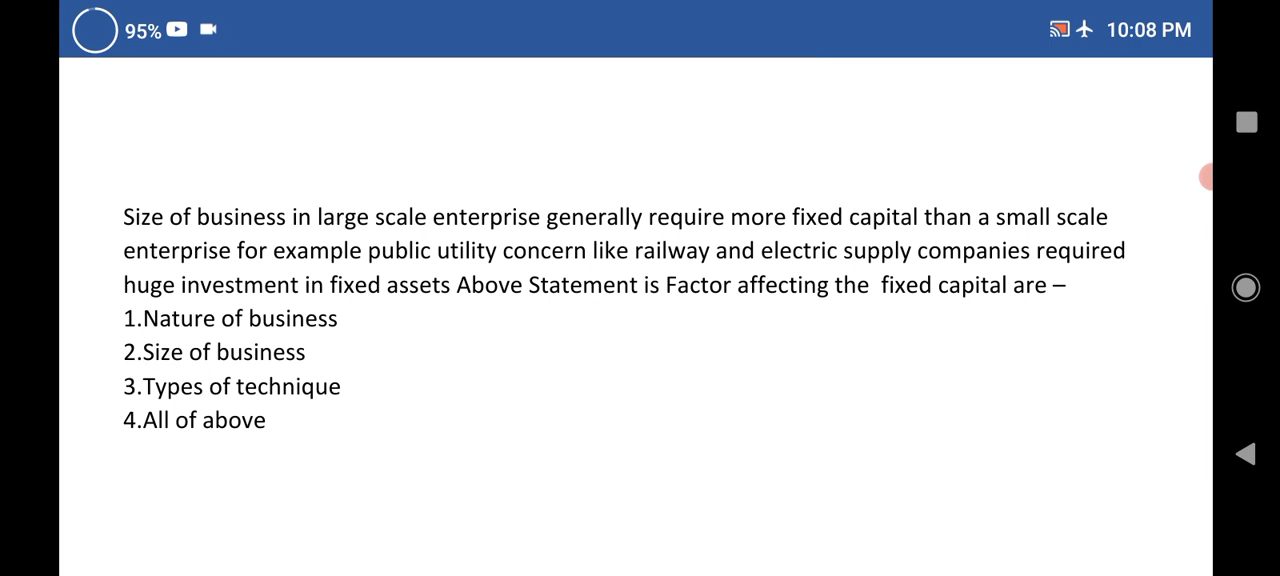 95%
10:08 PM
Size of business in large scale enterprise generally require more fixed capital than a small scale
enterprise for example public utility concern like railway and electric supply companies required
huge investment in fixed assets Above Statement is Factor affecting the  fixed capital are –
1.Nature of business
2.Size of business
3.Types of technique
4.All of above